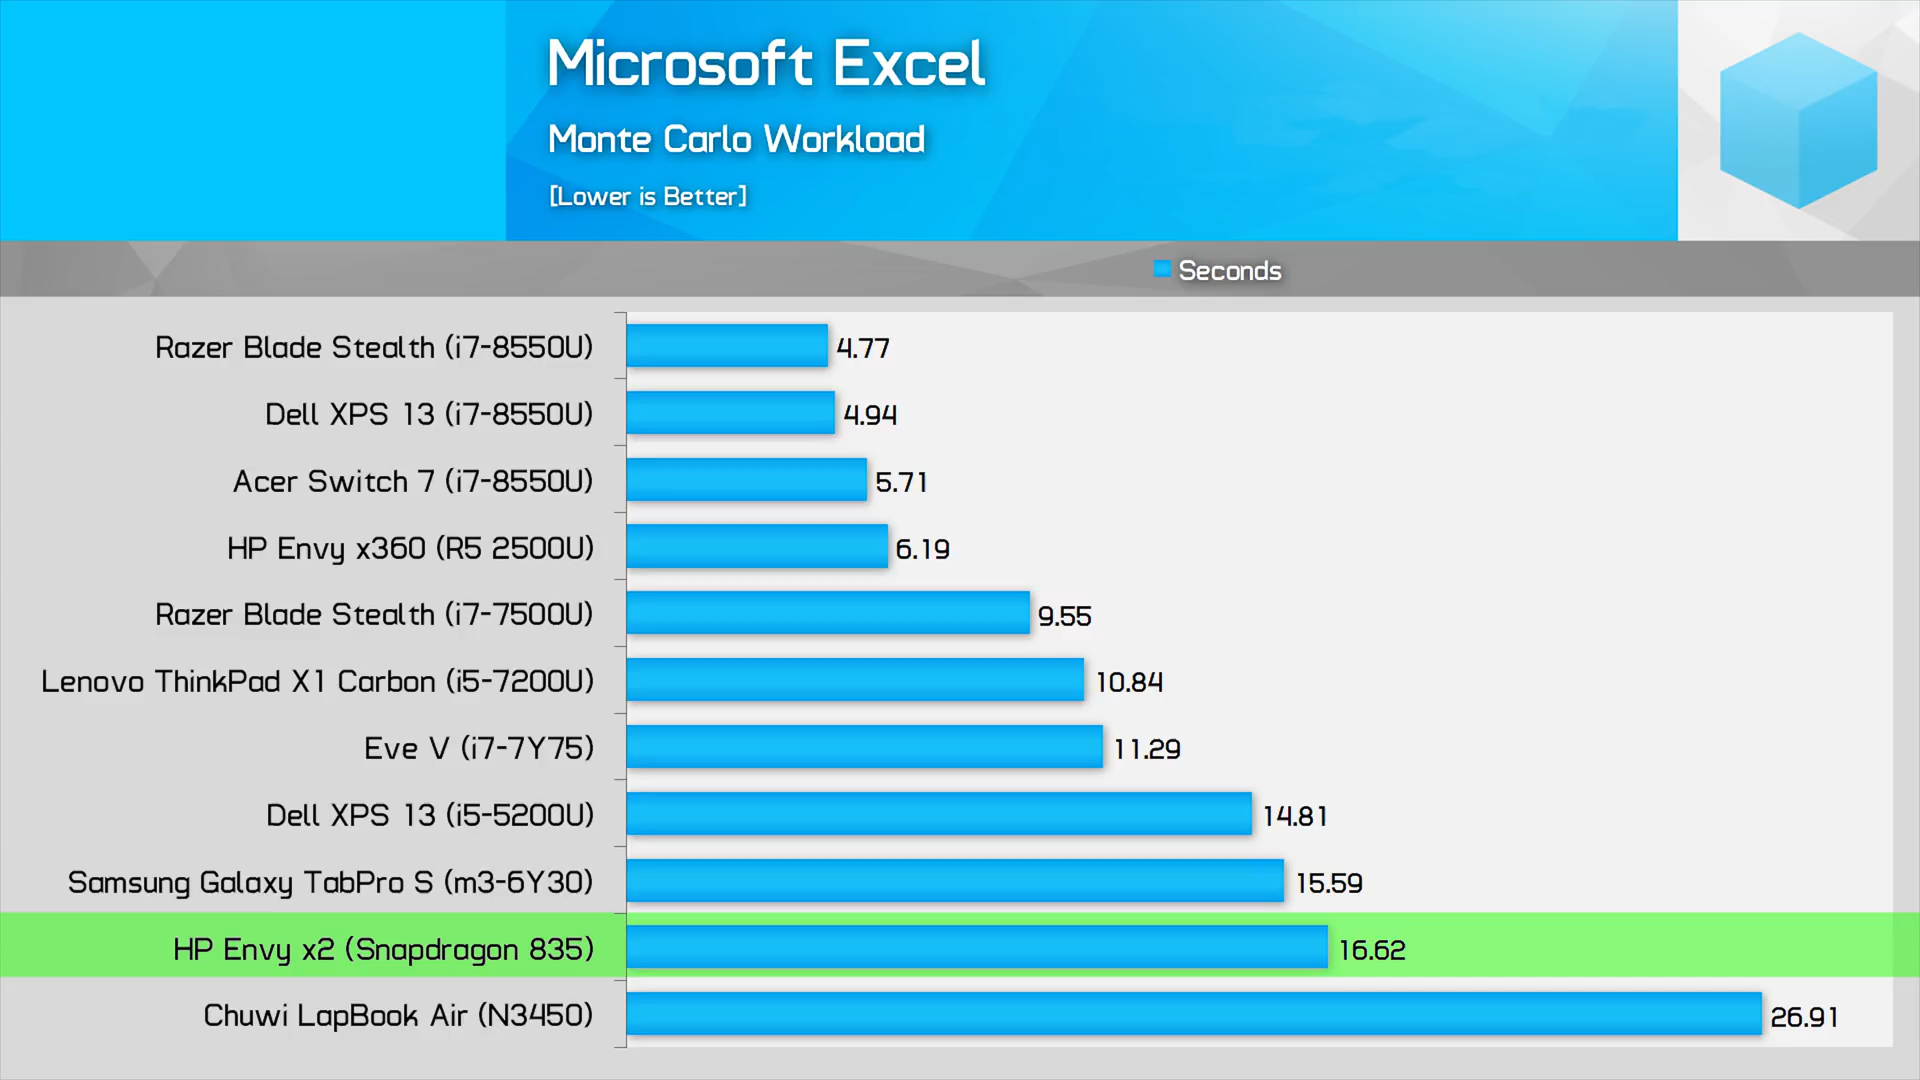 Microsoft Excel
Monte Carlo Workload
[Lower is Better]
Seconds
Razer Blade Stealth (i7-8550U) 4.77
Dell XPS 13 (i7-8550U) 4.94
Acer Switch 7 (i7-8550U) 5.71
HP Envy x360 (R5 2500U) 6.19
Razer Blade Stealth (i7-7500U) 9.55
Lenovo ThinkPad X1 Carbon (i5-7200U) 10.84
Eve V (i7-7Y75) 11.29
Dell XPS 13 (i5-5200U) 14.81
Samsung Galaxy TabPro S (m3-6Y30) 15.59
HP Envy x2 (Snapdragon 835) 16.62
Chuwi LapBook Air (N3450) 26.91